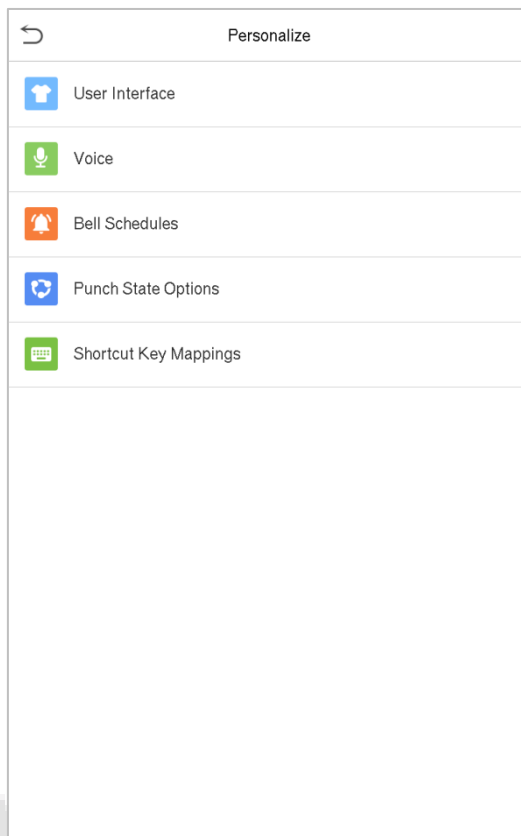 Personalize
User Interface
Voice
Bell Schedules
Punch State Options
Shortcut Key Mappings